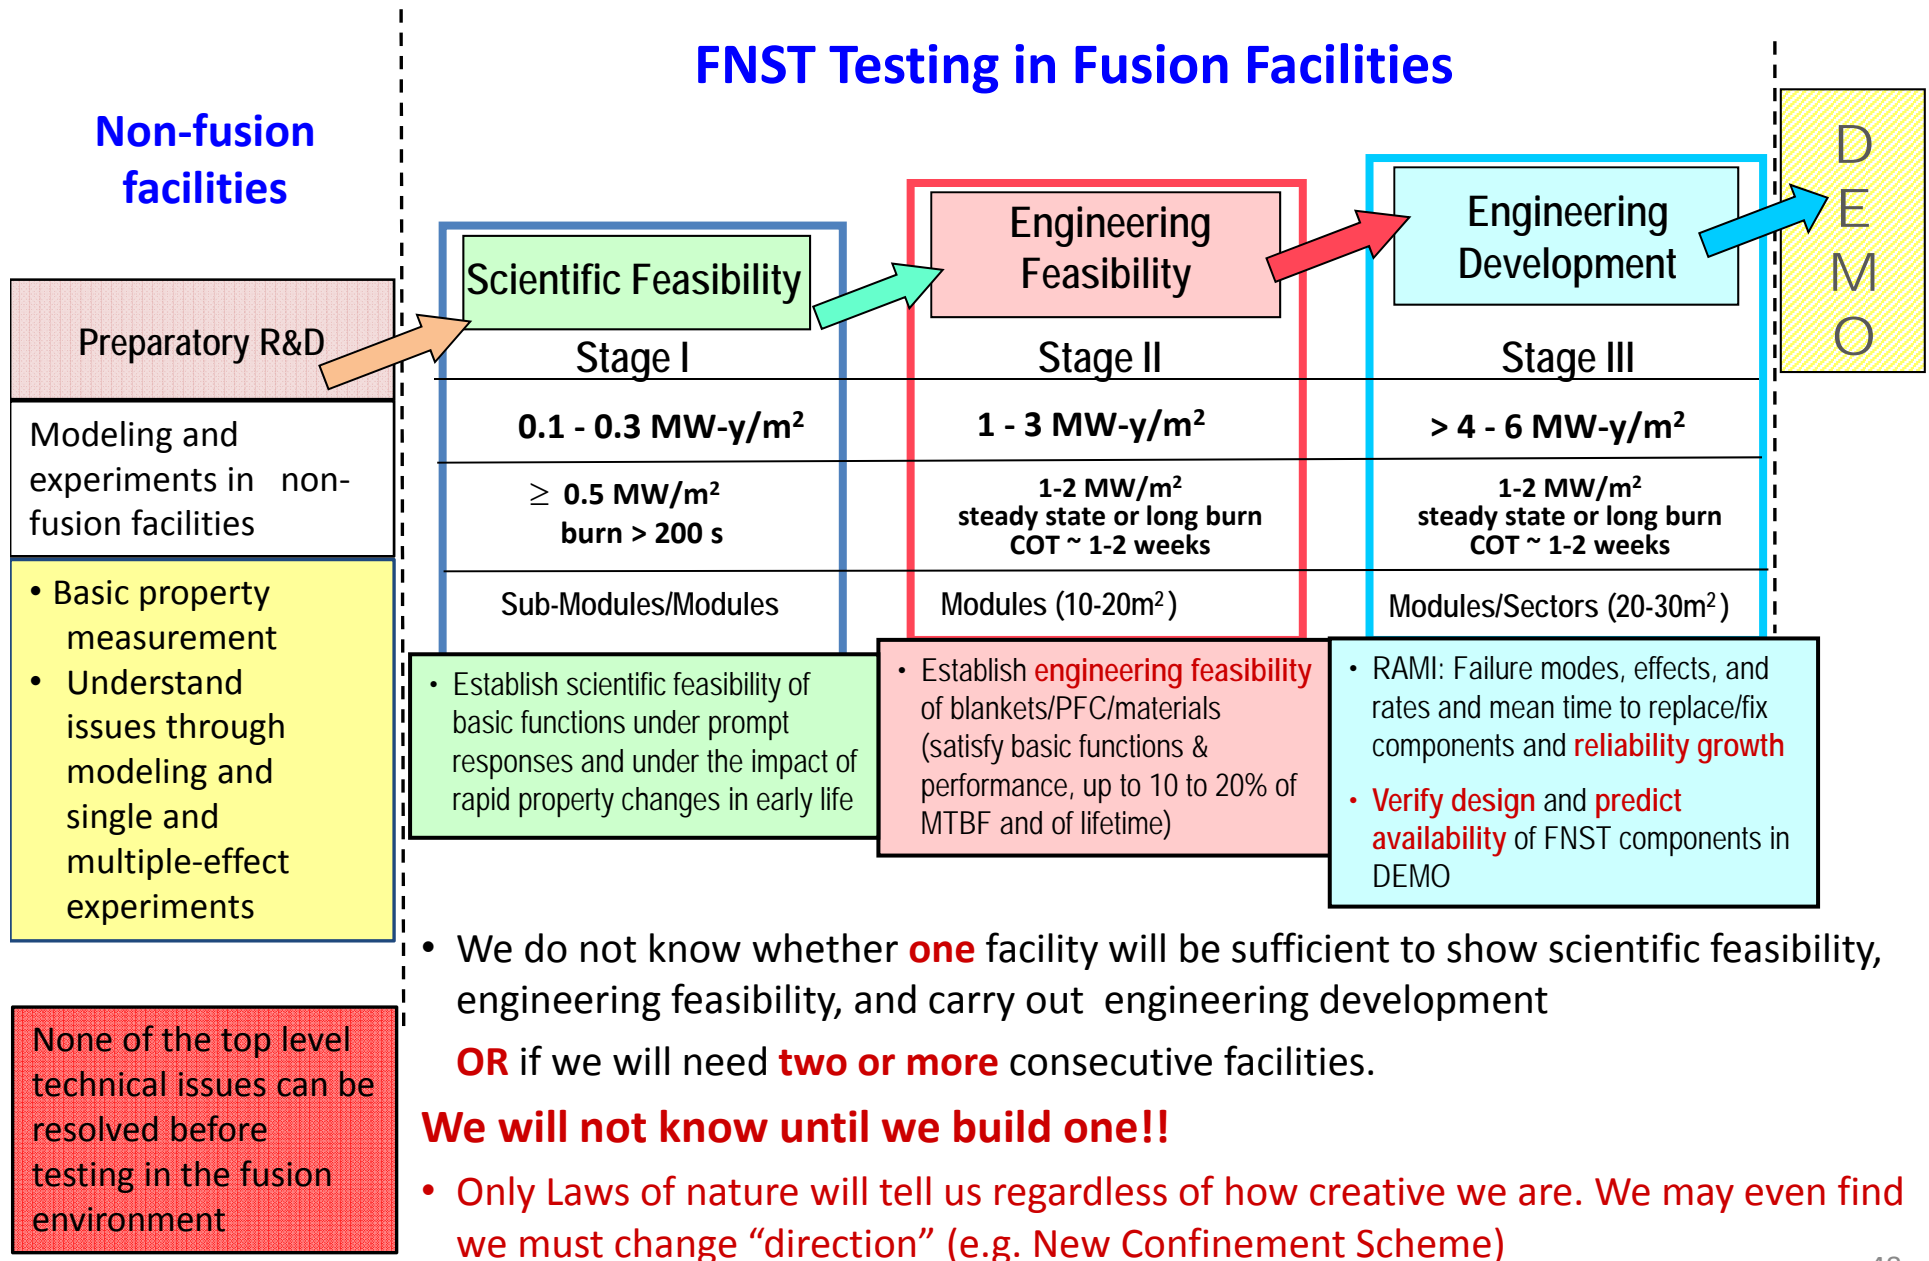 FNST Testing in Fusion Facilities
Non-fusion
facilities
Preparatory R&D
Modeling and
experiments in non-
fusion facilities
• Basic property
measurement
• Understand
issues through
modeling and
single and
multiple-effect
experiments
None of the top level
technical issues can be
resolved before
testing in the fusion
environment
Scientific Feasibility
Stage I
0.1 - 0.3 MW-y/m²
≥ 0.5 MW/m²
burn > 200 s
Sub-Modules/Modules
• Establish scientific feasibility of
basic functions under prompt
responses and under the impact of
rapid property changes in early life
Engineering
Feasibility
Stage II
1 - 3 MW-y/m²
1-2 MW/m²
steady state or long burn
COT ~ 1-2 weeks
Modules (10-20m²)
• Establish engineering feasibility
of blankets/PFC/materials
(satisfy basic functions &
performance, up to 10 to 20% of
MTBF and of lifetime)
Engineering
Development
Stage III
> 4 - 6 MW-y/m²
1-2 MW/m²
steady state or long burn
COT ~ 1-2 weeks
Modules/Sectors (20-30m²)
• RAMI: Failure modes, effects, and
rates and mean time to replace/fix
components and reliability growth
• Verify design and predict
availability of FNST components in
DEMO
D
E
M
O
• We do not know whether one facility will be sufficient to show scientific feasibility,
engineering feasibility, and carry out engineering development
OR if we will need two or more consecutive facilities.
We will not know until we build one!!
• Only Laws of nature will tell us regardless of how creative we are. We may even find
we must change “direction” (e.g. New Confinement Scheme)